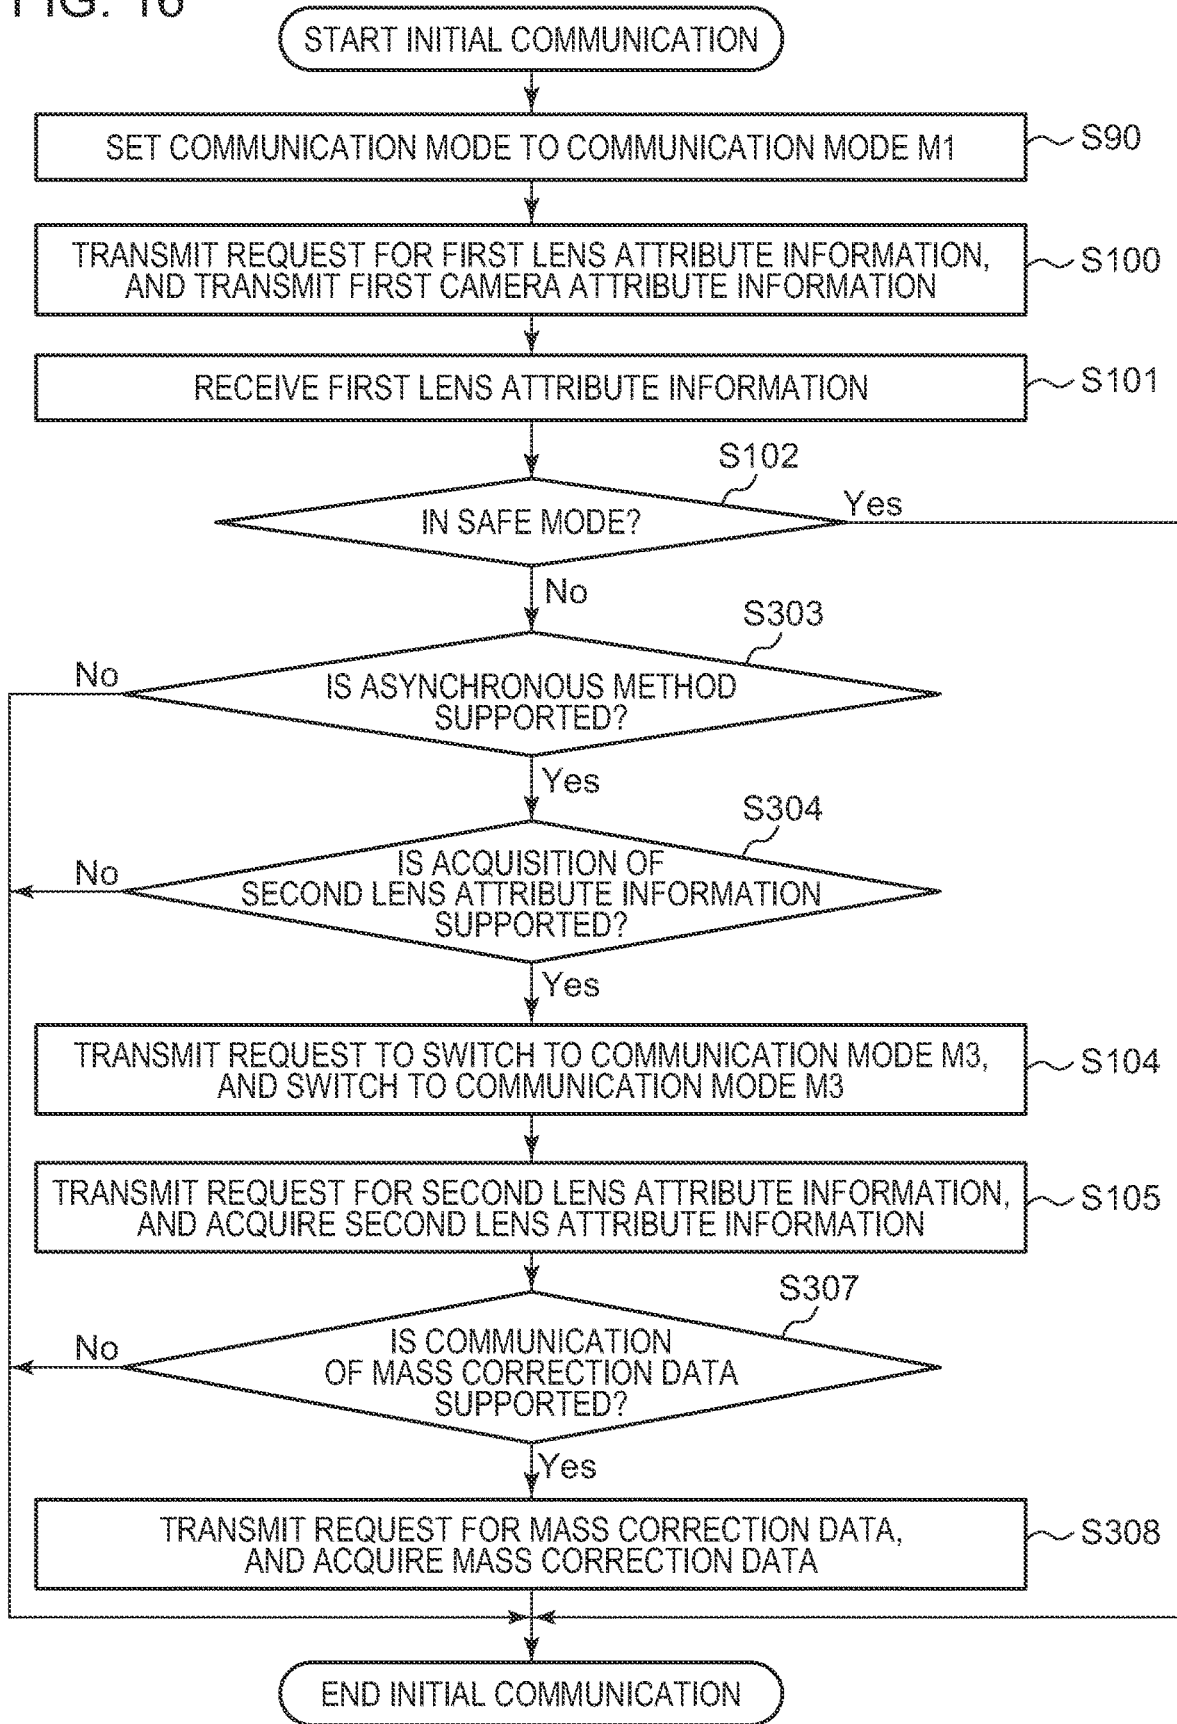 FIG. 16
START INITIAL COMMUNICATION
SET COMMUNICATION MODE TO COMMUNICATION MODE M1
S90
TRANSMIT REQUEST FOR FIRST LENS ATTRIBUTE INFORMATION,
AND TRANSMIT FIRST CAMERA ATTRIBUTE INFORMATION
S100
RECEIVE FIRST LENS ATTRIBUTE INFORMATION
S101
S102
IN SAFE MODE?
Yes
No
S303
No
IS ASYNCHRONOUS METHOD
SUPPORTED?
Yes
S304
No
IS ACQUISITION OF
SECOND LENS ATTRIBUTE INFORMATION
SUPPORTED?
Yes
TRANSMIT REQUEST TO SWITCH TO COMMUNICATION MODE M3,
AND SWITCH TO COMMUNICATION MODE M3
S104
TRANSMIT REQUEST FOR SECOND LENS ATTRIBUTE INFORMATION,
AND ACQUIRE SECOND LENS ATTRIBUTE INFORMATION
S105
S307
No
IS COMMUNICATION
OF MASS CORRECTION DATA
SUPPORTED?
Yes
TRANSMIT REQUEST FOR MASS CORRECTION DATA,
AND ACQUIRE MASS CORRECTION DATA
S308
END INITIAL COMMUNICATION